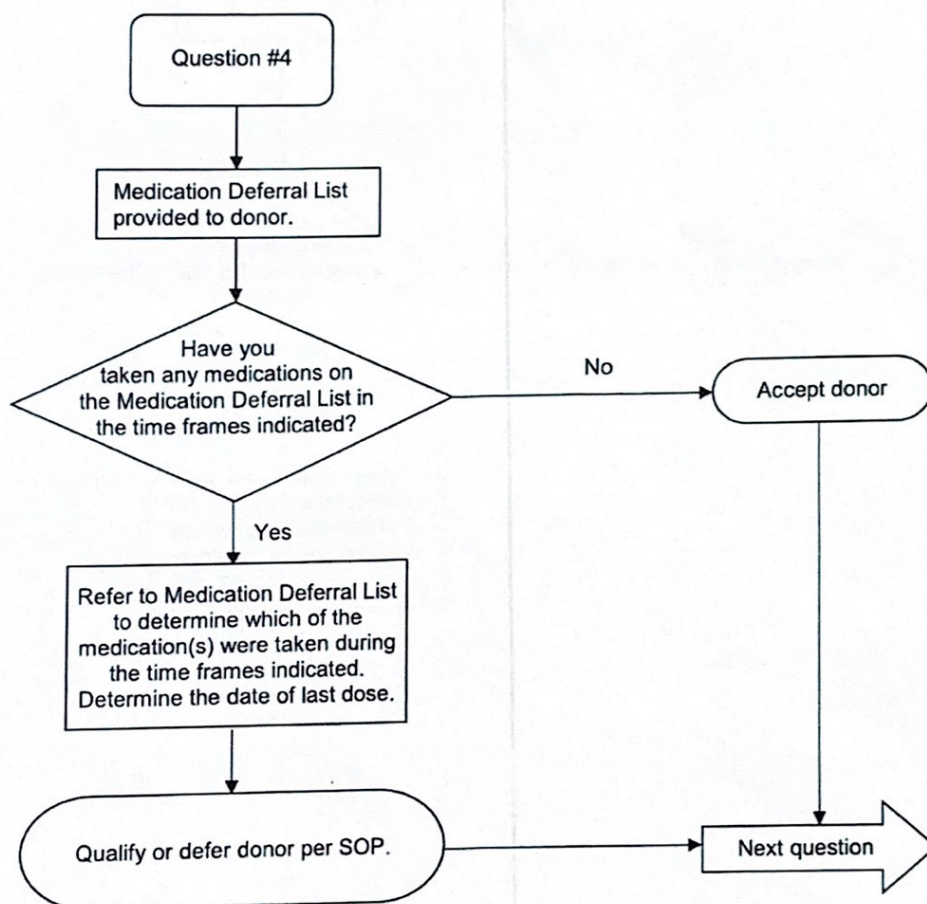 Question #4
Medication Deferral List
provided to donor.
Have you
taken any medications on
the Medication Deferral List in
the time frames indicated?
No
Accept donor
Yes
Refer to Medication Deferral List
to determine which of the
medication(s) were taken during
the time frames indicated.
Determine the date of last dose.
Qualify or defer donor per SOP.
Next question